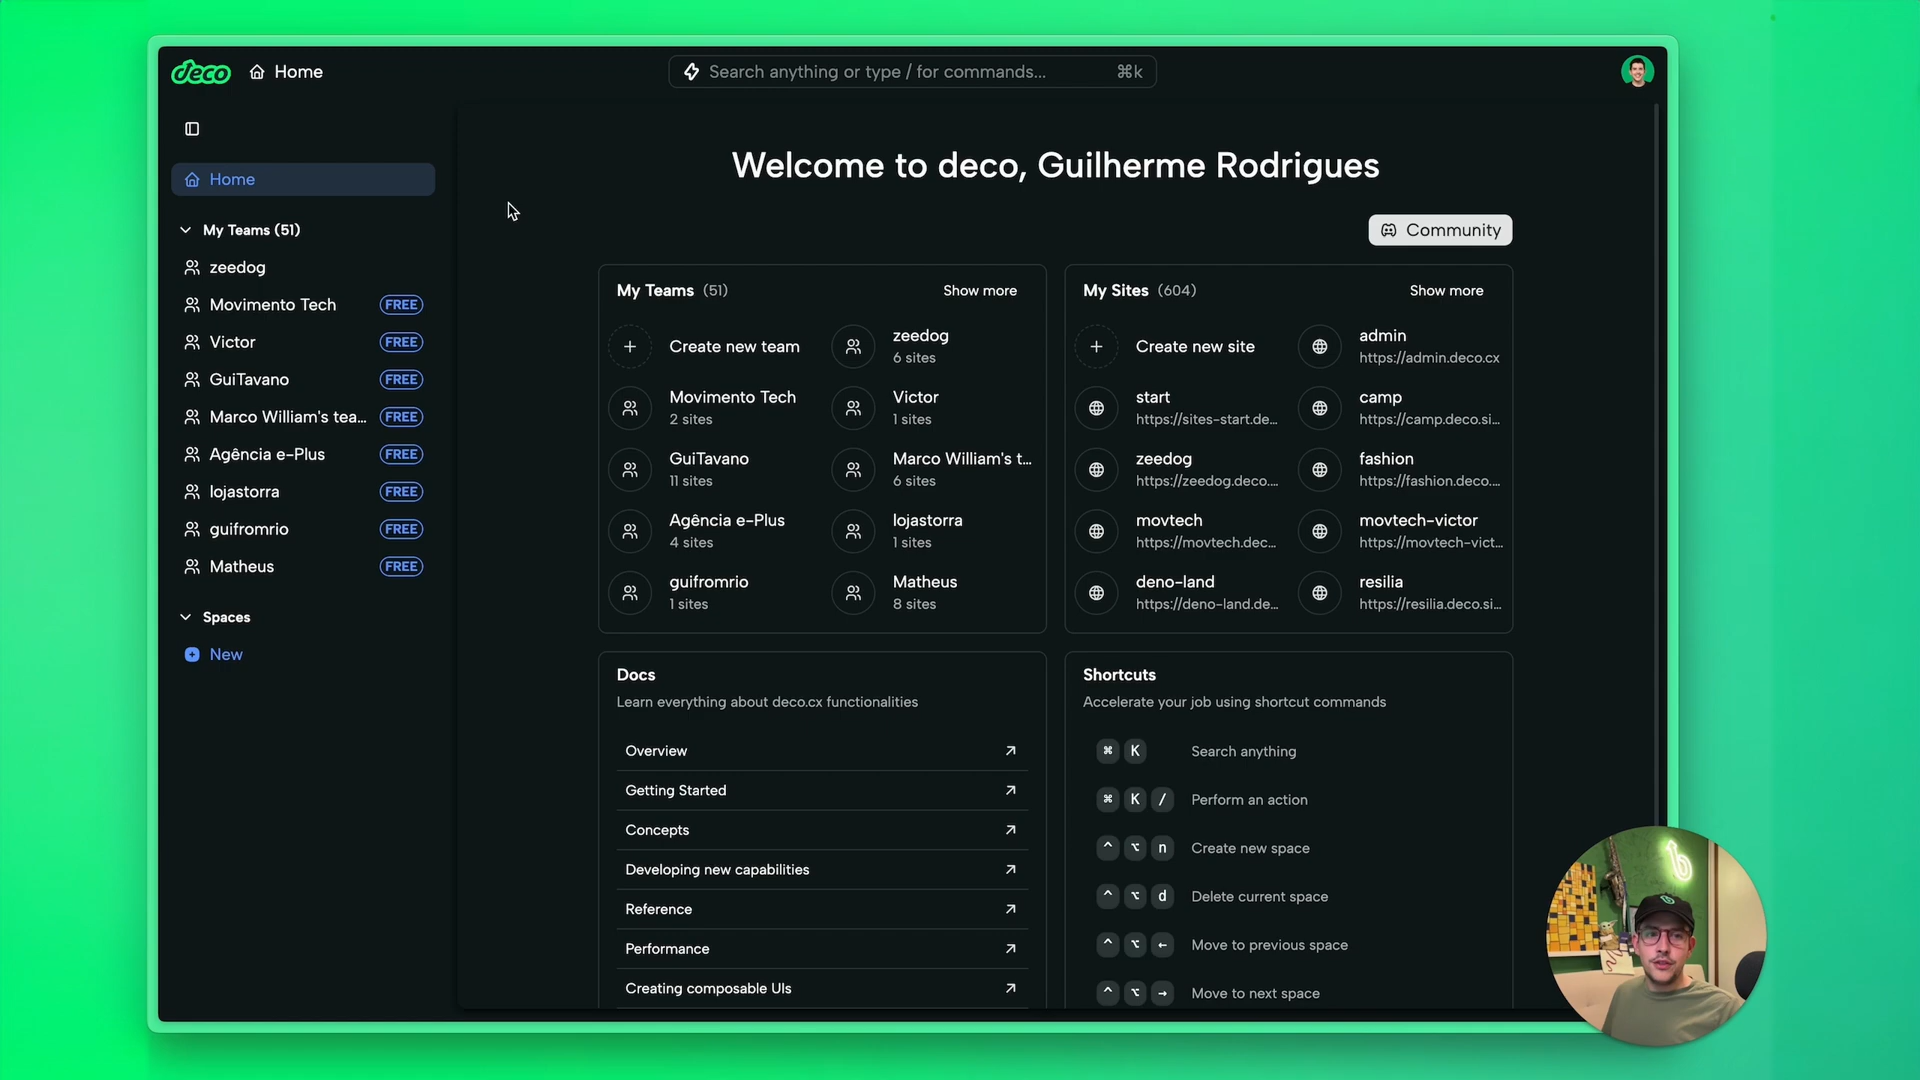 deco
Home
Search anything or type / for commands...
⌘k
Home
My Teams (51)
zeedog
Movimento Tech FREE
Victor FREE
GuiTavano FREE
Marco William's tea... FREE
Agência e-Plus FREE
lojastorra FREE
guifromrio FREE
Matheus FREE
Spaces
New
Welcome to deco, Guilherme Rodrigues
Community
My Teams (51) Show more
Create new team
zeedog
6 sites
Movimento Tech
2 sites
Victor
1 sites
GuiTavano
11 sites
Marco William's t...
6 sites
Agência e-Plus
4 sites
lojastorra
1 sites
guifromrio
1 sites
Matheus
8 sites
My Sites (604) Show more
Create new site
admin
https://admin.deco.cx
start
https://sites-start.de...
camp
https://camp.deco.si...
zeedog
https://zeedog.deco....
fashion
https://fashion.deco....
movtech
https://movtech.dec...
movtech-victor
https://movtech-vict...
deno-land
https://deno-land.de...
resilia
https://resilia.deco.si...
Docs
Learn everything about deco.cx functionalities
Overview
Getting Started
Concepts
Developing new capabilities
Reference
Performance
Creating composable UIs
Shortcuts
Accelerate your job using shortcut commands
⌘ K Search anything
⌘ K / Perform an action
^ ⌥ n Create new space
^ ⌥ d Delete current space
^ ⌥ ← Move to previous space
^ ⌥ → Move to next space